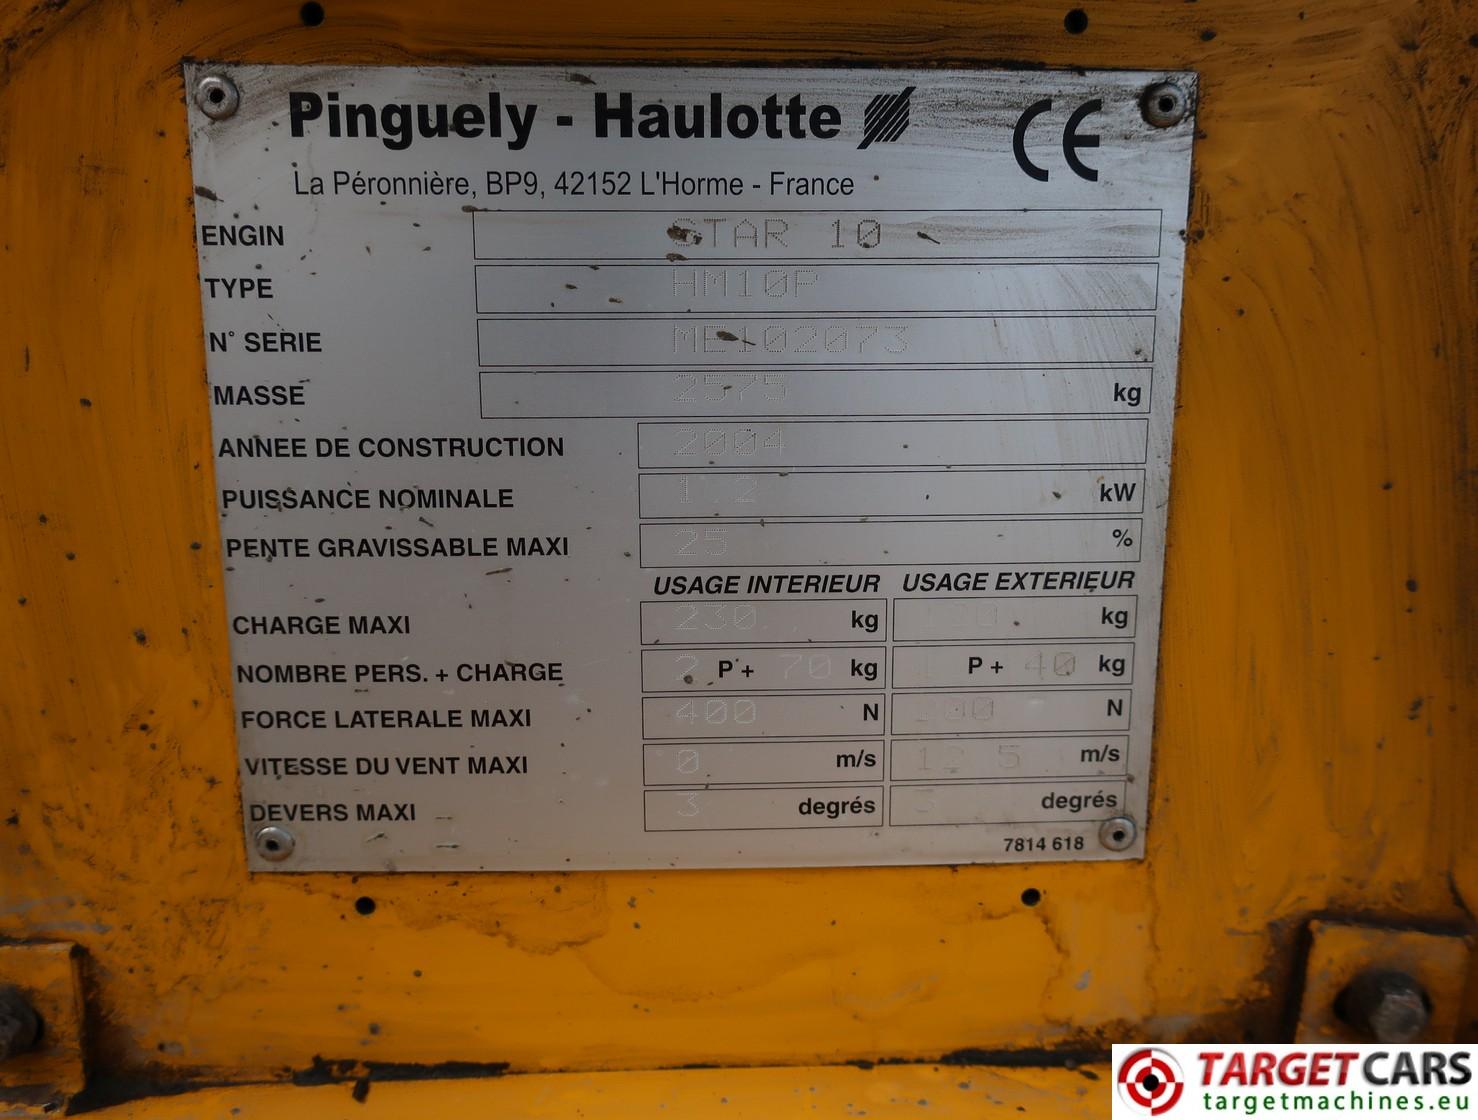 Pinguely - Haulotte
CE
La Péronnière, BP9, 42152 L'Horme - France
ENGIN STAR 10
TYPE HM10P
N° SERIE ME102073
MASSE 2575 kg
ANNEE DE CONSTRUCTION 2004
PUISSANCE NOMINALE kW
PENTE GRAVISSABLE MAXI 25 %
USAGE INTERIEUR USAGE EXTERIEUR
CHARGE MAXI 230 kg kg
NOMBRE PERS. + CHARGE 2 P + 70 kg P + 40 kg
FORCE LATERALE MAXI 400 N N
VITESSE DU VENT MAXI 0 m/s m/s
DEVERS MAXI 3 degrés degrés
7814 618
TARGET CARS
targetmachines.eu